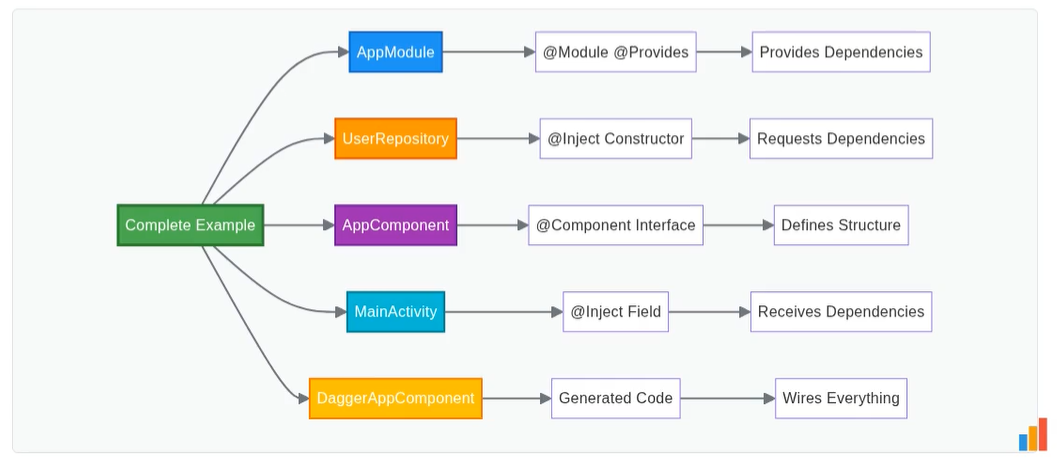 AppModule
@Module @Provides
Provides Dependencies
UserRepository
@Inject Constructor
Requests Dependencies
Complete Example
AppComponent
@Component Interface
Defines Structure
MainActivity
@Inject Field
Receives Dependencies
DaggerAppComponent
Generated Code
Wires Everything